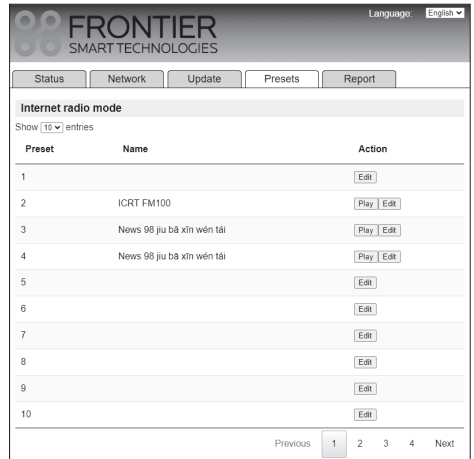 Language: English
FRONTIER
SMART TECHNOLOGIES
Status Network Update Presets Report
Internet radio mode
Show 10 entries
Preset Name Action
1 Edit
2 ICRT FM100 Play Edit
3 News 98 jiu bā xīn wén tái Play Edit
4 News 98 jiu bā xīn wén tái Play Edit
5 Edit
6 Edit
7 Edit
8 Edit
9 Edit
10 Edit
Previous 1 2 3 4 Next